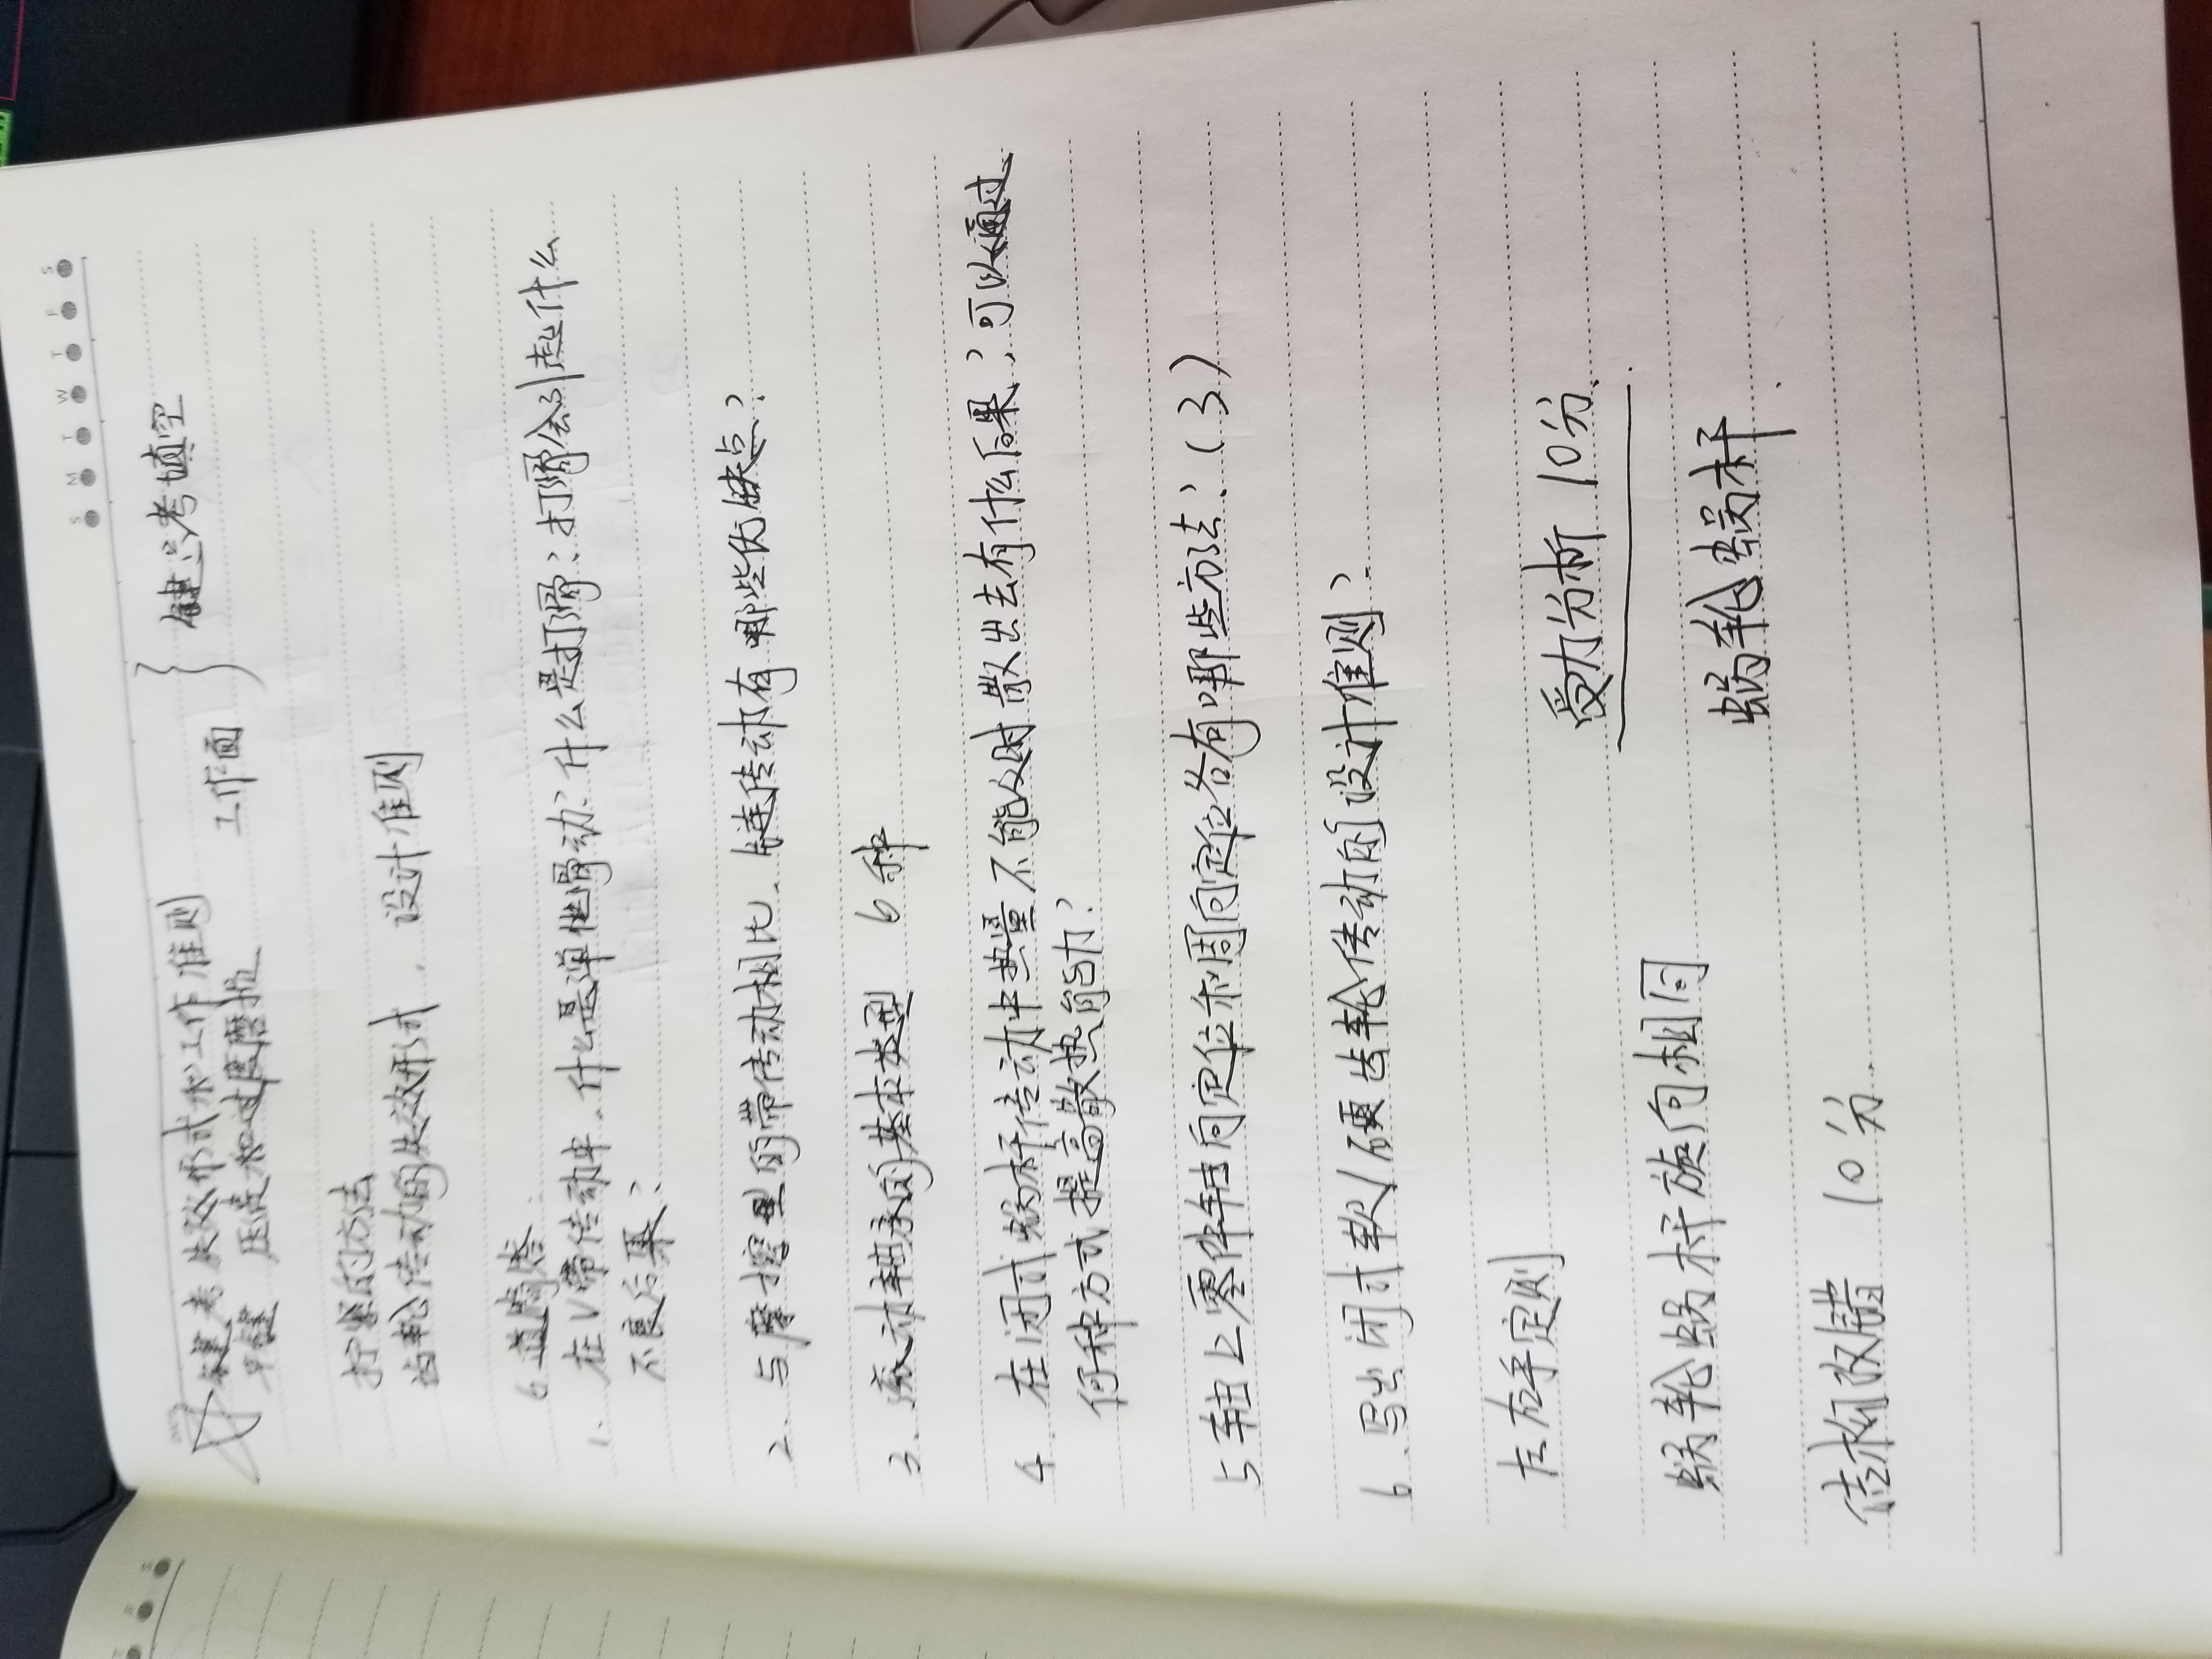 S M T W T F S
键考失效形式和工作准则
平键 压溃和过度磨损 工作面
键只考填空
拧紧的方法
齿轮传动的失效形式、设计准则
6道简答
1、在V带传动中、什么是弹性滑动?什么是打滑?打滑会引起什么
不良后果?
2、与摩擦型的带传动相比、链传动有哪些优缺点?
3、滚动轴承的基本类型 6种
4、在闭式蜗杆传动中热量不能及时散出去有什么后果?可以通过
何种方式提高散热能力?
5 轴上零件轴向定位和周向定位各有哪些方法?(3)
6、写出闭式软/硬齿轮传动的设计准则?
左右手定则
受力分析 10分、
蜗轮蜗杆旋向相同
蜗轮蜗杆.
结构改错 10分.